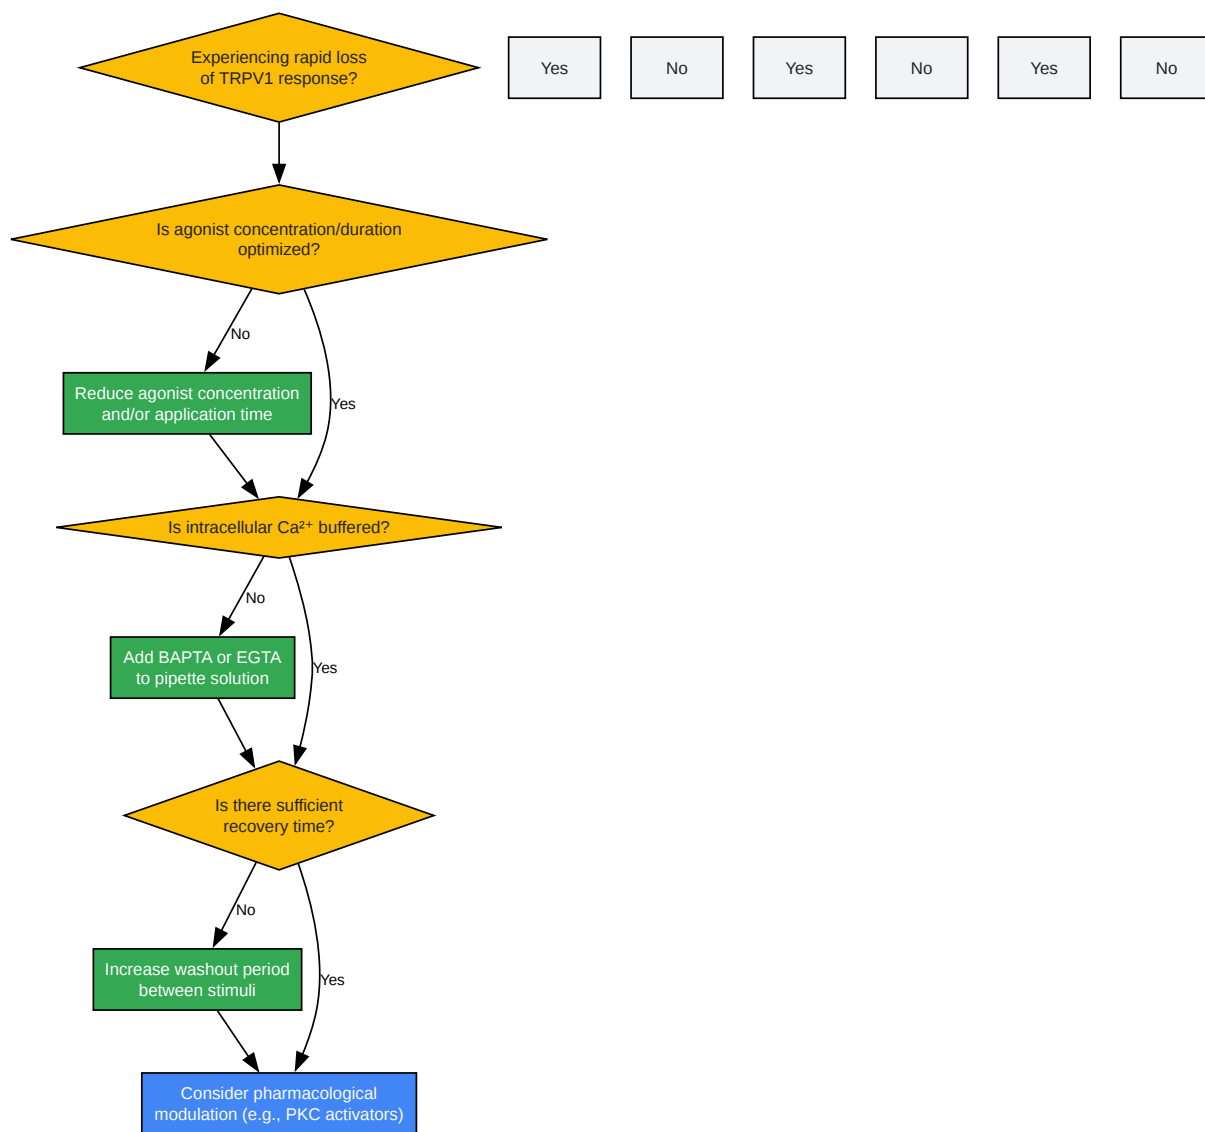 Experiencing rapid loss
of TRPV1 response?
Yes
No
Yes
No
Yes
No
Is agonist concentration/duration
optimized?
No
Reduce agonist concentration
and/or application time
Yes
Is intracellular Ca²⁺ buffered?
No
Add BAPTA or EGTA
to pipette solution
Yes
Is there sufficient
recovery time?
No
Increase washout period
between stimuli
Yes
Consider pharmacological
modulation (e.g., PKC activators)